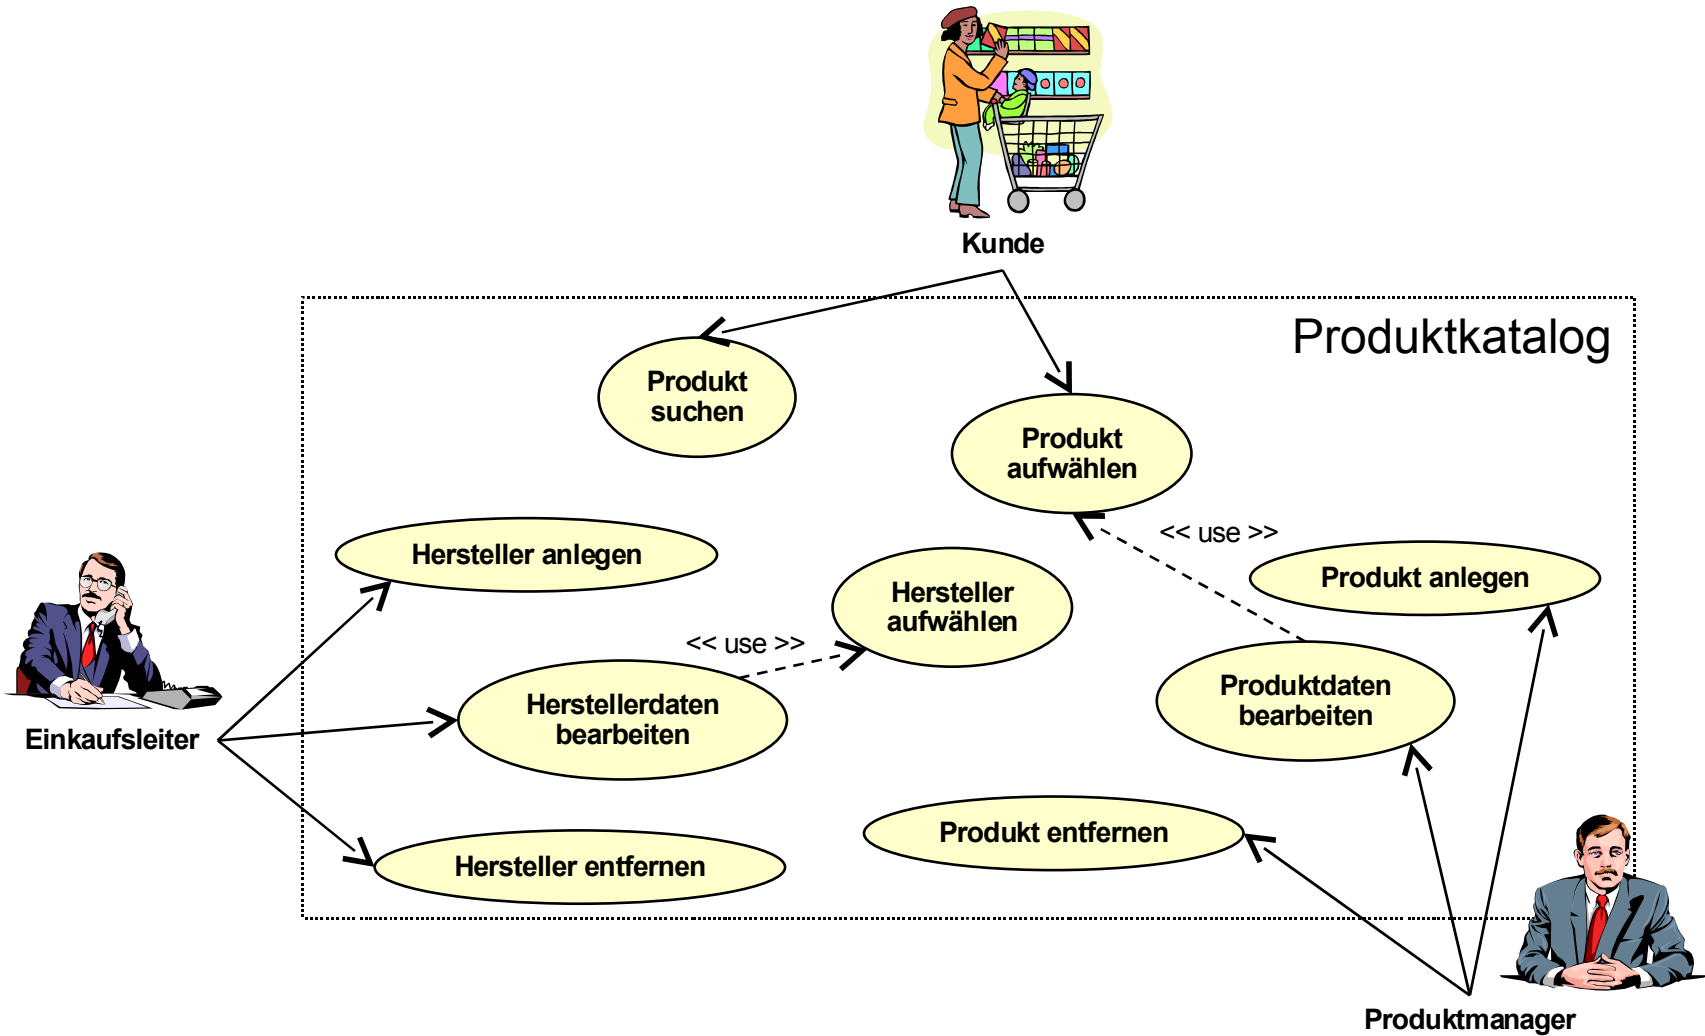 Kunde
Produktkatalog
Produkt
suchen
Produkt
aufwählen
<< use >>
Hersteller anlegen
Produkt anlegen
Hersteller
aufwählen
<< use >>
Herstellerdaten
bearbeiten
Produktdaten
bearbeiten
Einkaufsleiter
Produkt entfernen
Hersteller entfernen
Produktmanager